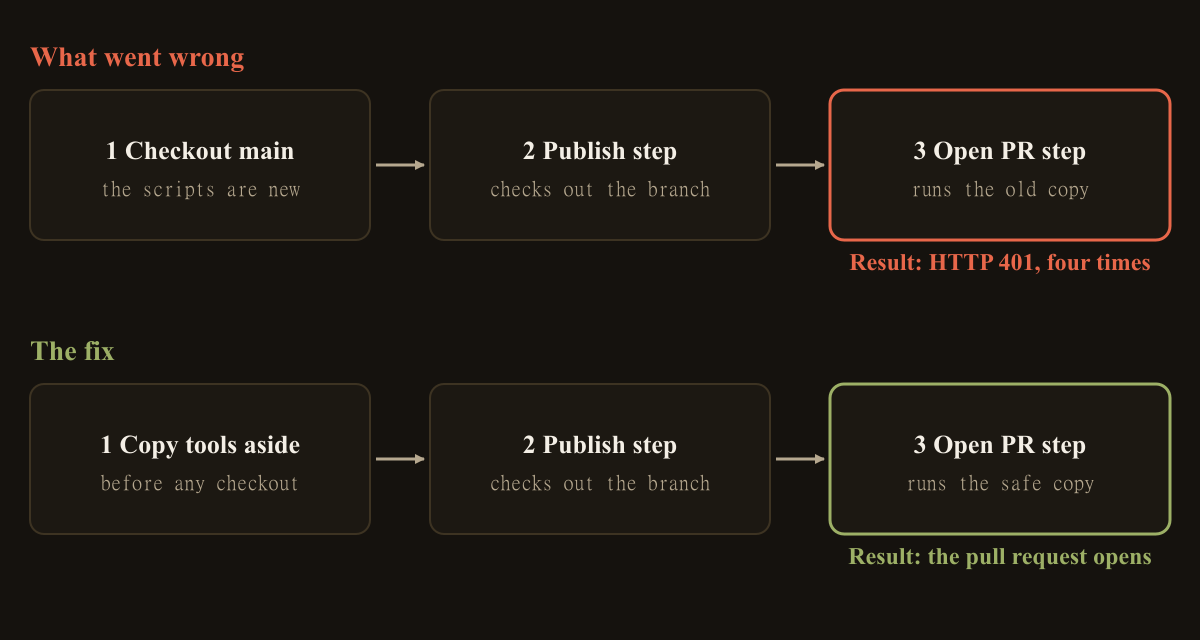 What went wrong
1 Checkout main
the scripts are new
2 Publish step
checks out the branch
3 Open PR step
runs the old copy
Result: HTTP 401, four times
The fix
1 Copy tools aside
before any checkout
2 Publish step
checks out the branch
3 Open PR step
runs the safe copy
Result: the pull request opens